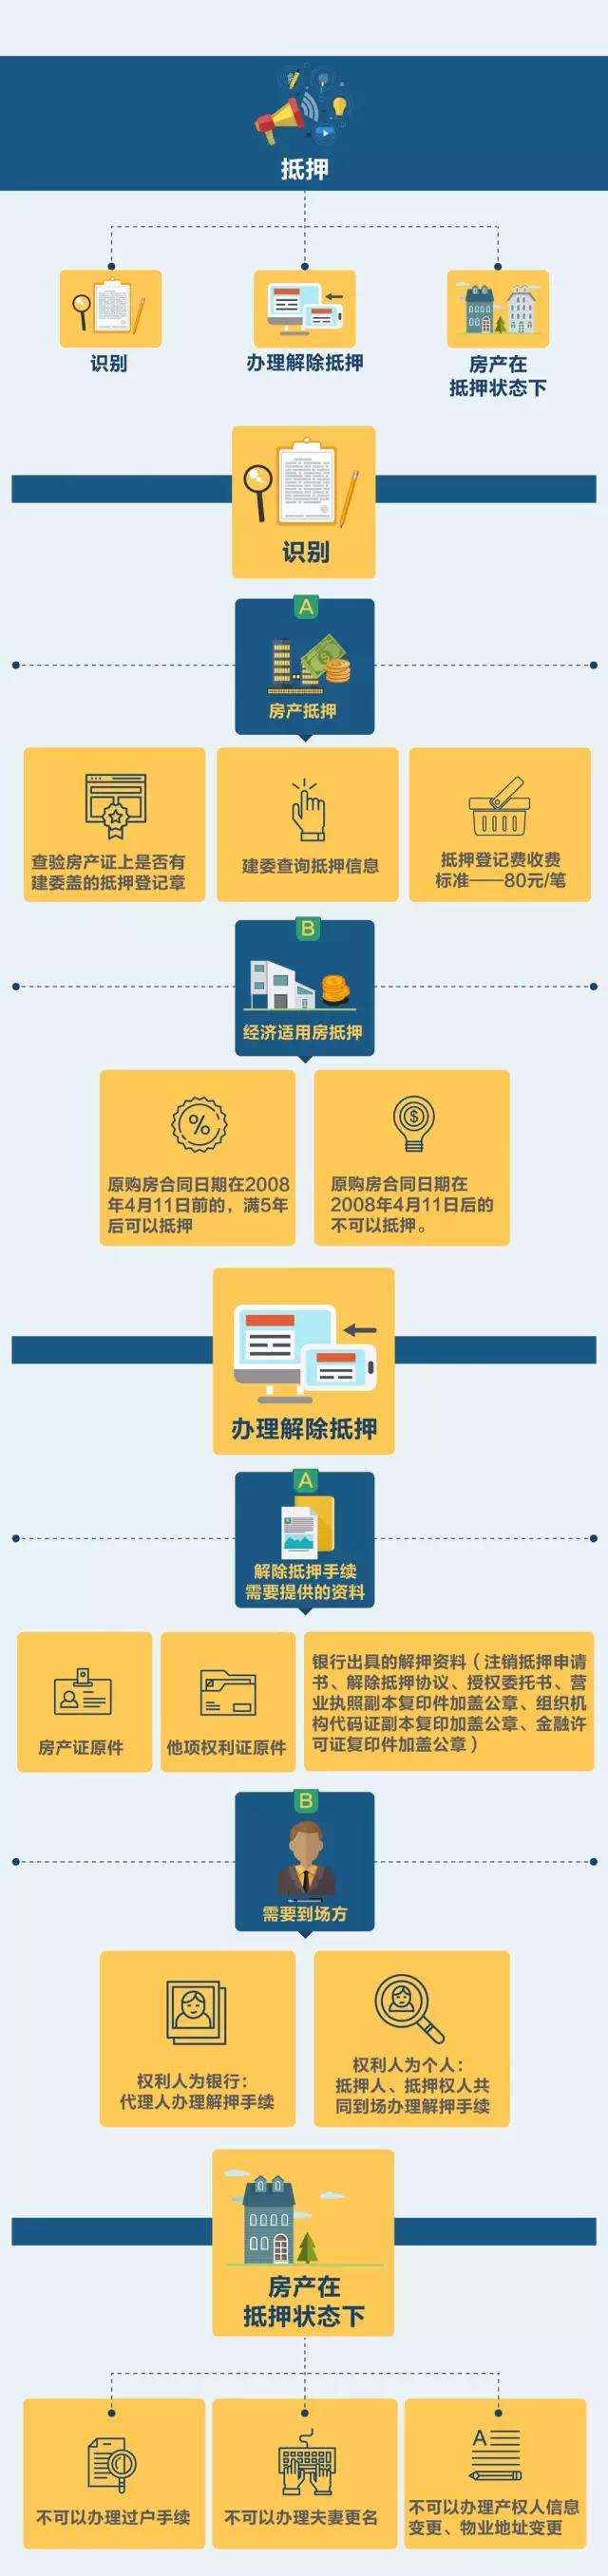 抵押
识别
办理解除抵押
房产在
抵押状态下
识别
A
房产抵押
查验房产证上是否有
建委盖的抵押登记章
建委查询抵押信息
抵押登记费收费
标准——80元/笔
B
经济适用房抵押
%
原购房合同日期在2008
年4月11日前的，满5年
后可以抵押
$
原购房合同日期在
2008年4月11日后的
不可以抵押。
办理解除抵押
A
解除抵押手续
需要提供的资料
房产证原件
他项权利证原件
银行出具的解押资料（注销抵押申请
书、解除抵押协议、授权委托书、营
业执照副本复印件加盖公章、组织机
构代码证副本复印加盖公章、金融许
可证复印件加盖公章）
B
需要到场方
权利人为银行：
代理人办理解押手续
权利人为个人：
抵押人、抵押权人共
同到场办理解押手续
房产在
抵押状态下
不可以办理过户手续
不可以办理夫妻更名
A
不可以办理产权人信息
变更、物业地址变更